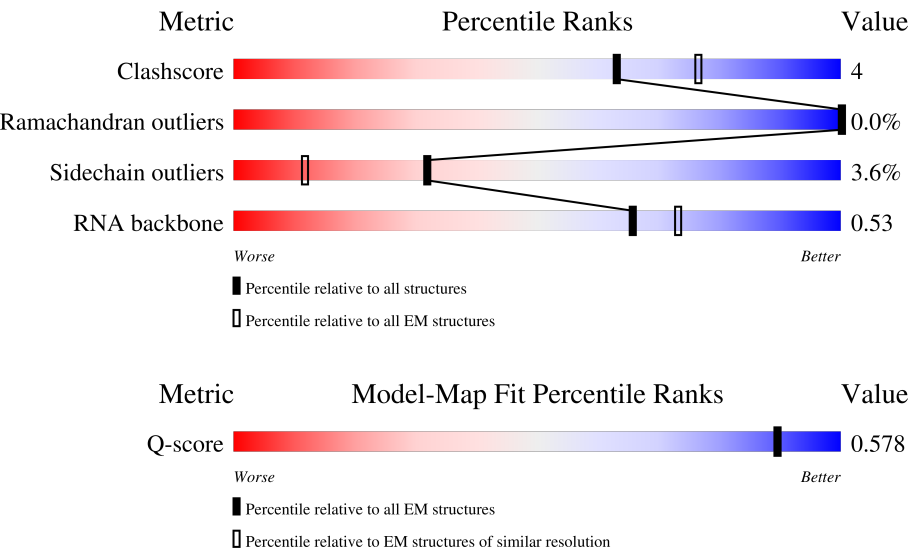 Metric Percentile Ranks Value
Clashscore 4
Ramachandran outliers 0.0%
Sidechain outliers 3.6%
RNA backbone 0.53
Worse Better
Percentile relative to all structures
Percentile relative to all EM structures
Metric Model-Map Fit Percentile Ranks Value
Q-score 0.578
Worse Better
Percentile relative to all EM structures
Percentile relative to EM structures of similar resolution